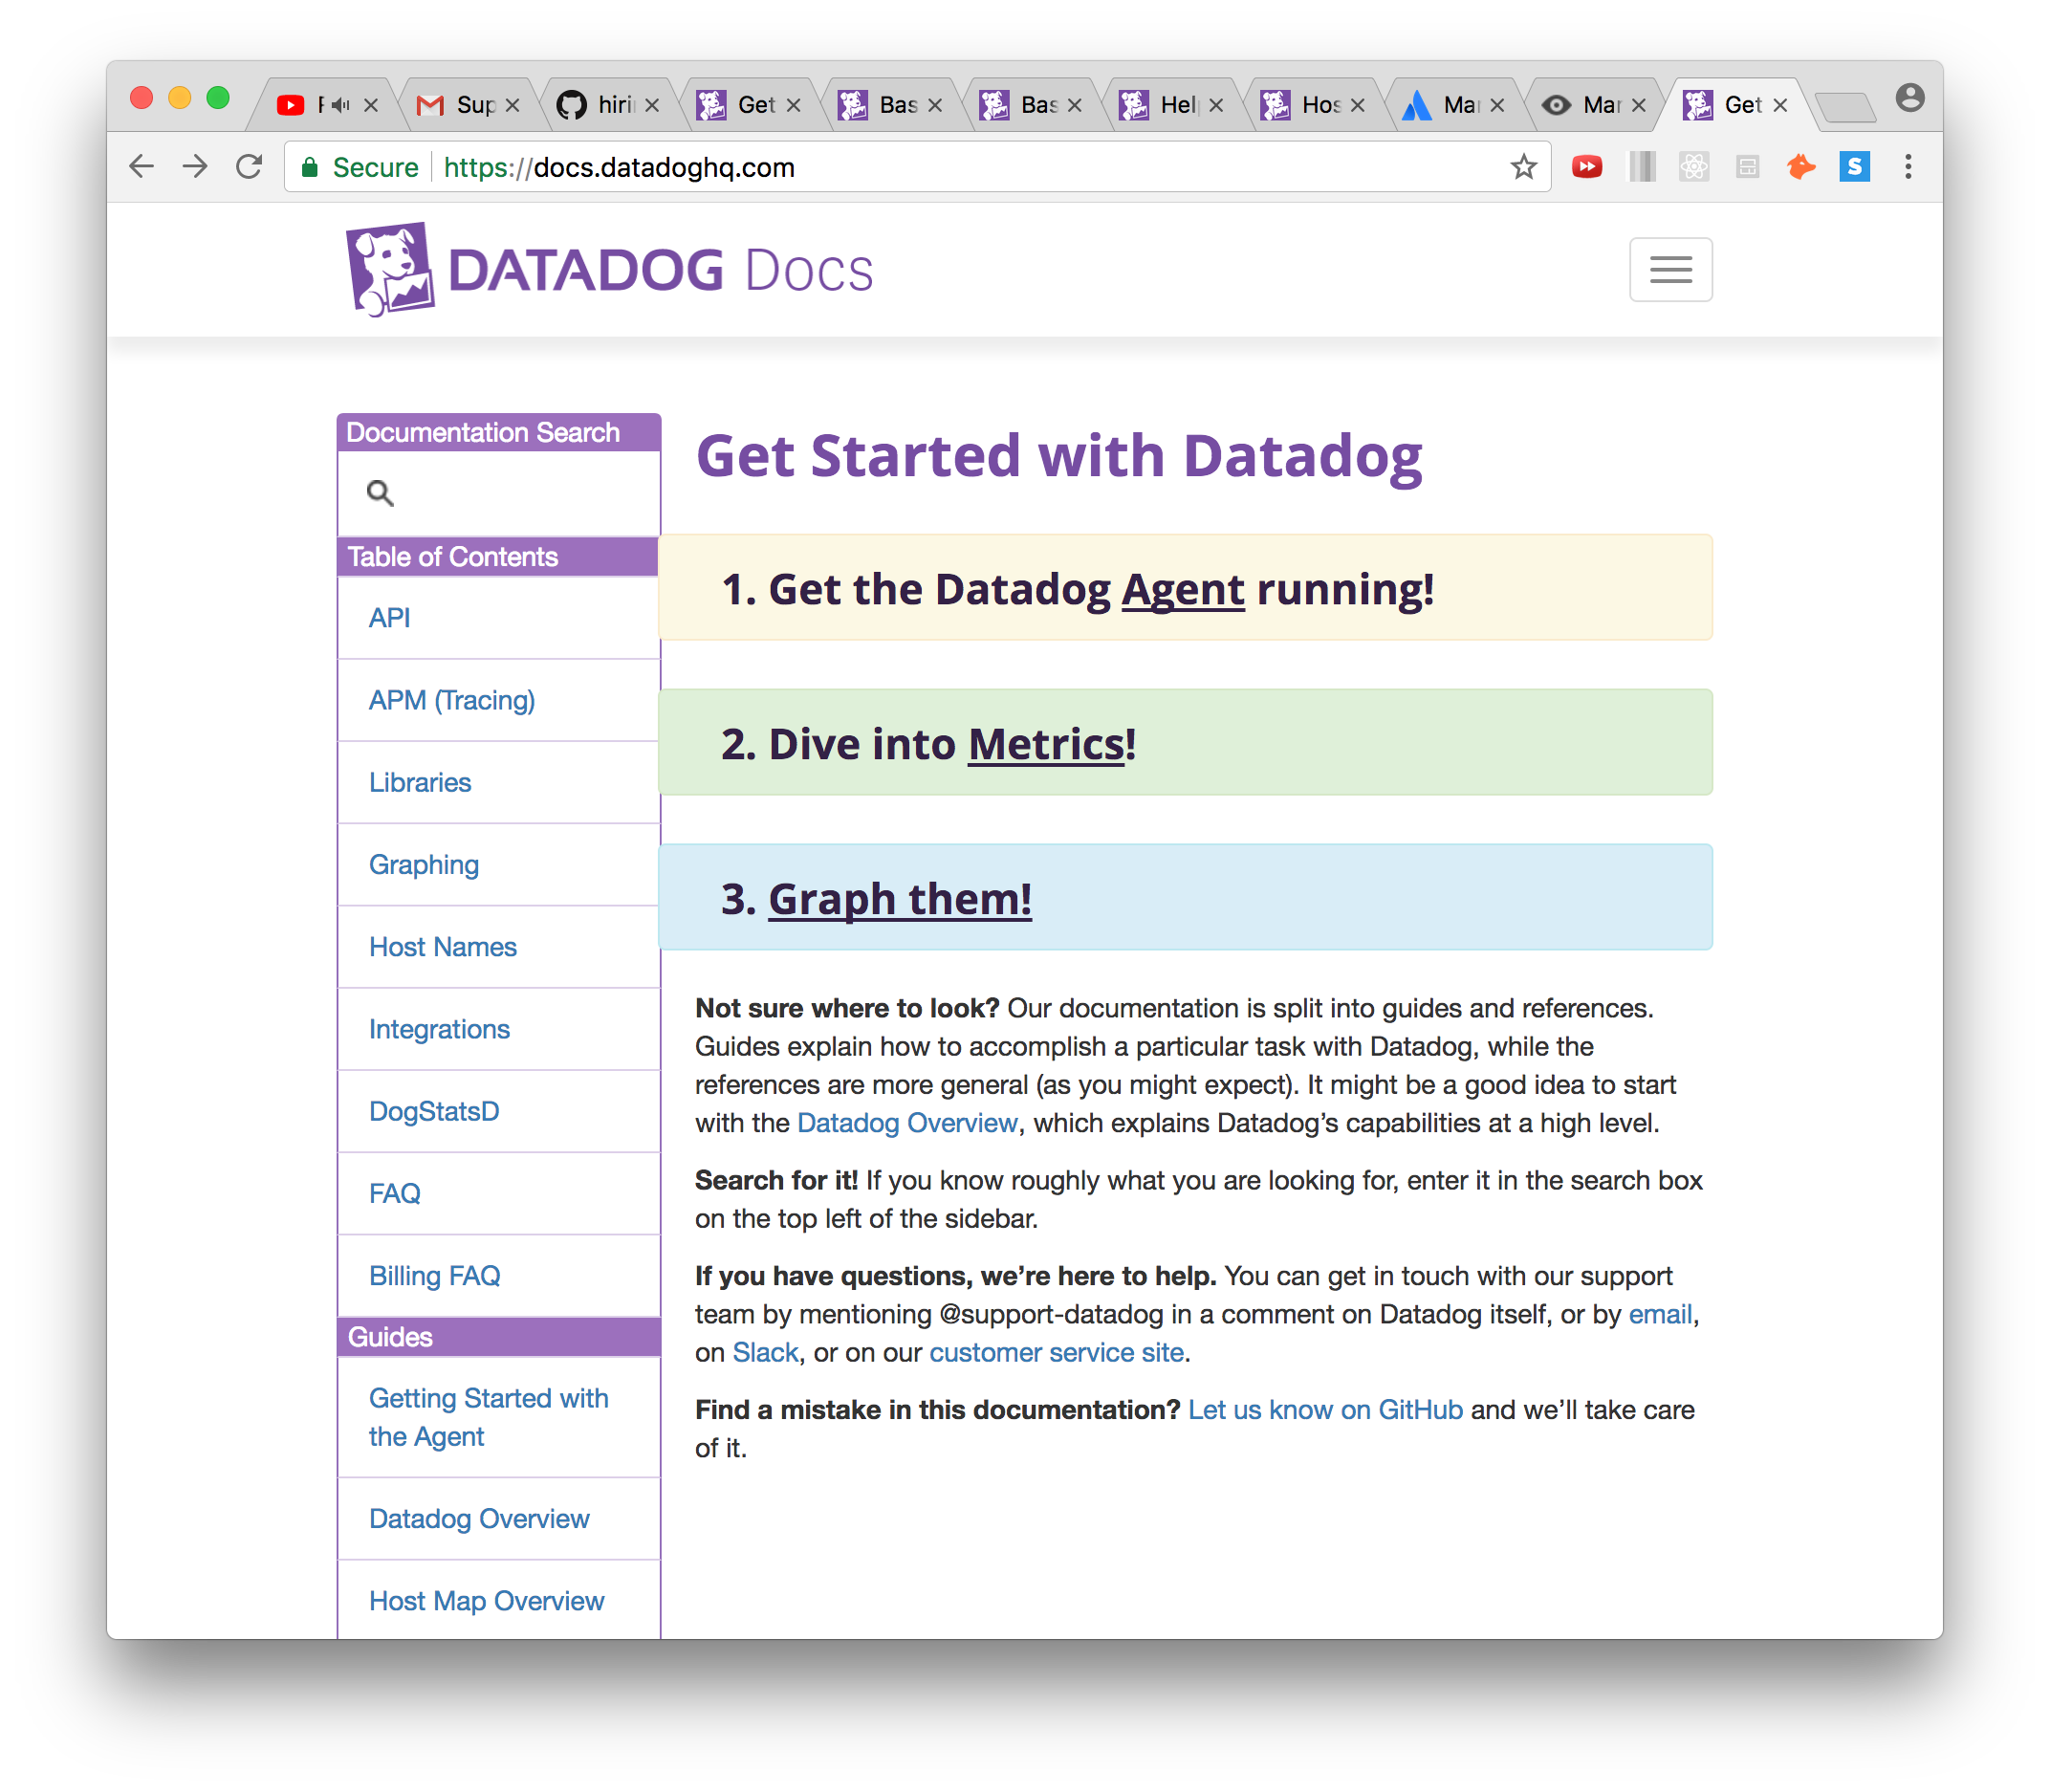 Sup
hiri
Get
Bas
Bas
Hel
Hos
Mar
Mar
Get
Secure https://docs.datadoghq.com
S
DATADOG Docs
Documentation Search
Get Started with Datadog
Table of Contents
1. Get the Datadog Agent running!
API
APM (Tracing)
2. Dive into Metrics!
Libraries
Graphing
3. Graph them!
Host Names
Integrations
DogStatsD
FAQ
Billing FAQ
Guides
Getting Started with
the Agent
Datadog Overview
Host Map Overview
Not sure where to look? Our documentation is split into guides and references.
Guides explain how to accomplish a particular task with Datadog, while the
references are more general (as you might expect). It might be a good idea to start
with the Datadog Overview, which explains Datadog’s capabilities at a high level.
Search for it! If you know roughly what you are looking for, enter it in the search box
on the top left of the sidebar.
If you have questions, we’re here to help. You can get in touch with our support
team by mentioning @support-datadog in a comment on Datadog itself, or by email,
on Slack, or on our customer service site.
Find a mistake in this documentation? Let us know on GitHub and we’ll take care
of it.